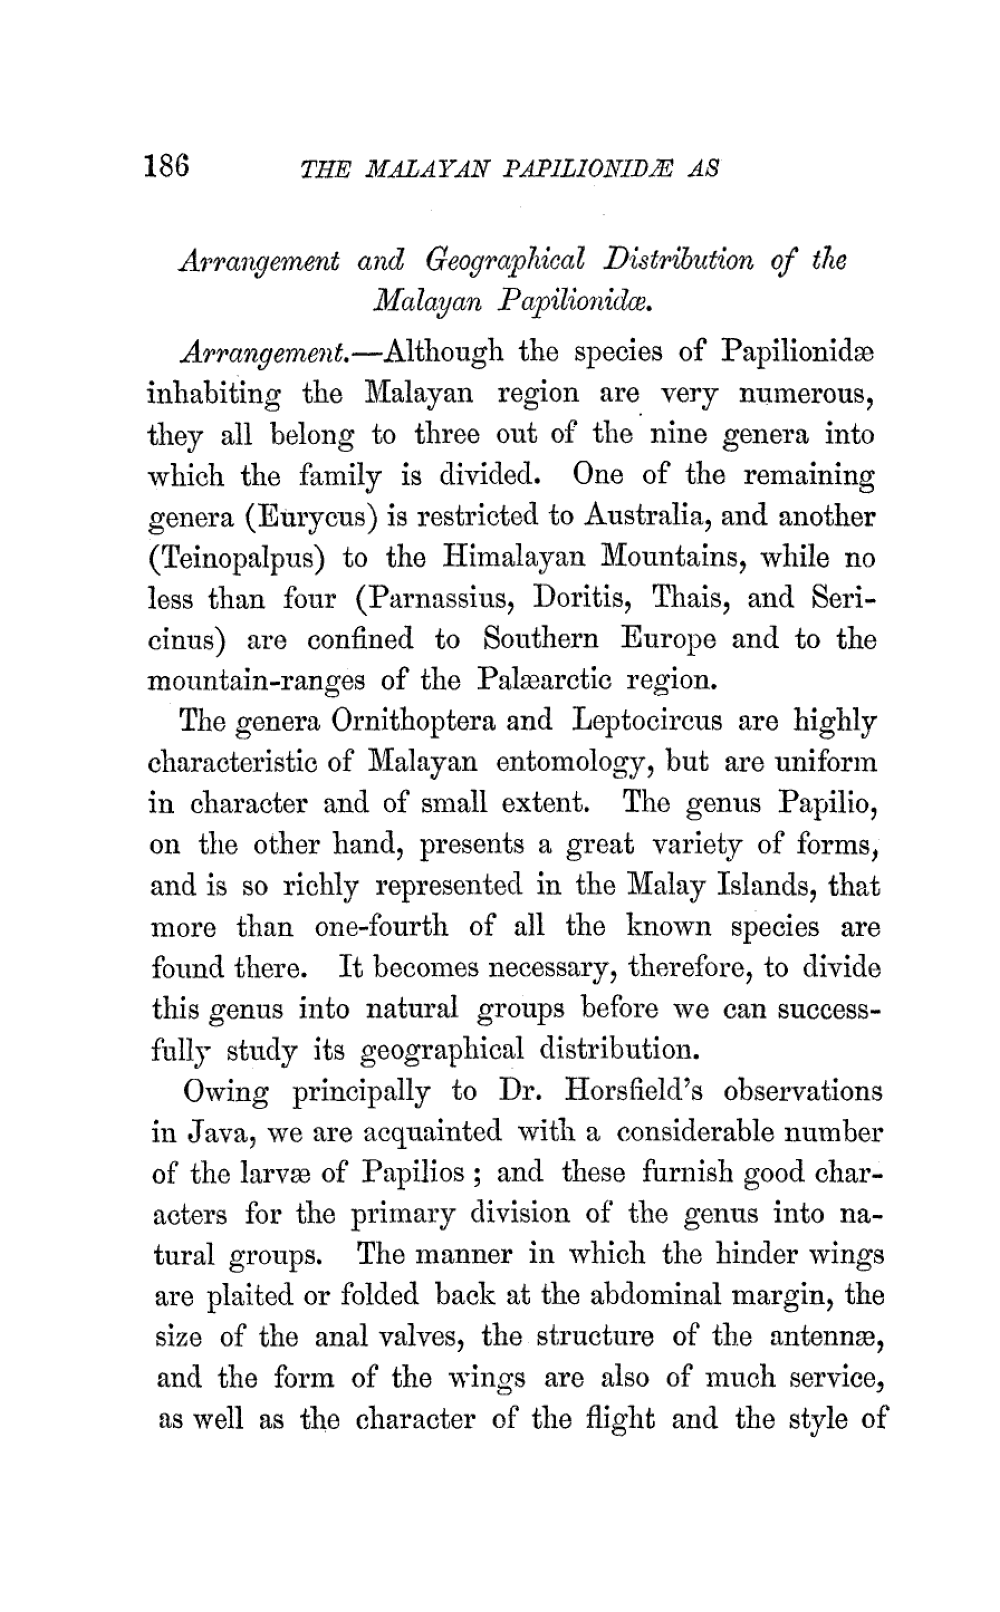 186 THE MALAYAN PAPILIONIDÆ AS
Arrangement and Geographical Distribution of the
Malayan Papilionidæ.
Arrangement.—Although the species of Papilionidæ
inhabiting the Malayan region are very numerous,
they all belong to three out of the nine genera into
which the family is divided. One of the remaining
genera (Eurycus) is restricted to Australia, and another
(Teinopalpus) to the Himalayan Mountains, while no
less than four (Parnassius, Doritis, Thais, and Seri-
cinus) are confined to Southern Europe and to the
mountain-ranges of the Palæarctic region.
The genera Ornithoptera and Leptocircus are highly
characteristic of Malayan entomology, but are uniform
in character and of small extent. The genus Papilio,
on the other hand, presents a great variety of forms,
and is so richly represented in the Malay Islands, that
more than one-fourth of all the known species are
found there. It becomes necessary, therefore, to divide
this genus into natural groups before we can success-
fully study its geographical distribution.
Owing principally to Dr. Horsfield's observations
in Java, we are acquainted with a considerable number
of the larvæ of Papilios; and these furnish good char-
acters for the primary division of the genus into na-
tural groups. The manner in which the hinder wings
are plaited or folded back at the abdominal margin, the
size of the anal valves, the structure of the antennæ,
and the form of the wings are also of much service,
as well as the character of the flight and the style of